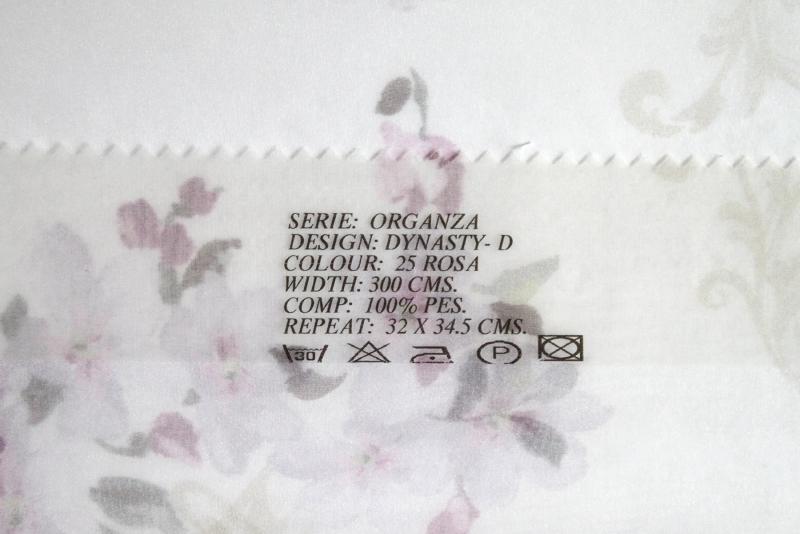 SERIE: ORGANZA
DESIGN: DYNASTY- D
COLOUR: 25 ROSA
WIDTH: 300 CMS.
COMP: 100% PES.
REPEAT: 32 X 34.5 CMS.
30 P